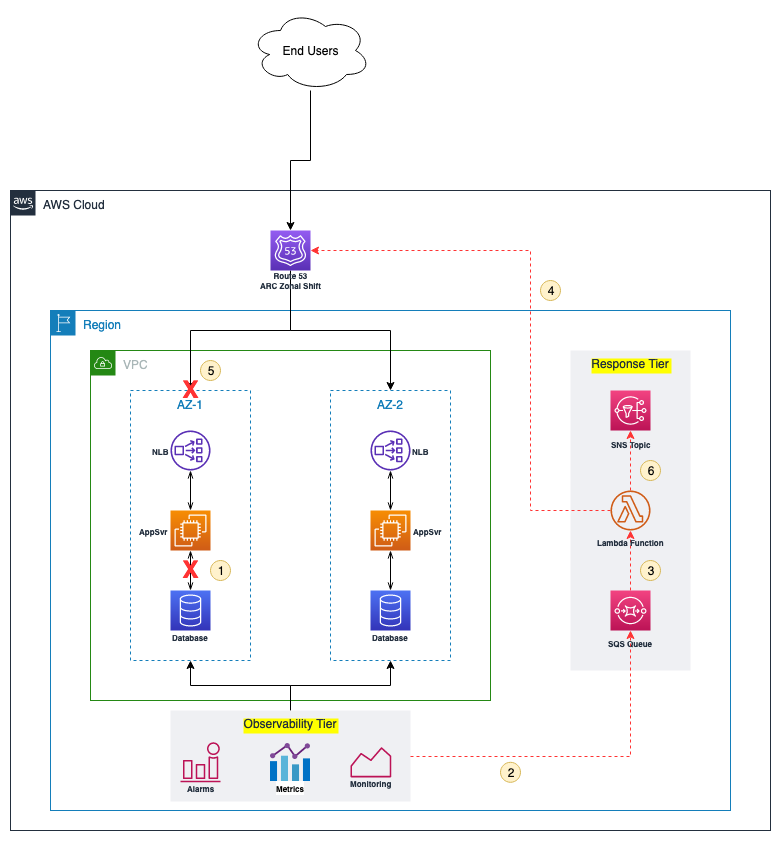 End Users
aws
AWS Cloud
53
Route 53
ARC Zonal Shift
4
Region
VPC
5
Response Tier
AZ-1
AZ-2
SNS Topic
NLB
NLB
6
AppSvr
AppSvr
Lambda Function
1
3
Database
Database
SQS Queue
Observability Tier
2
Alarms
Metrics
Monitoring